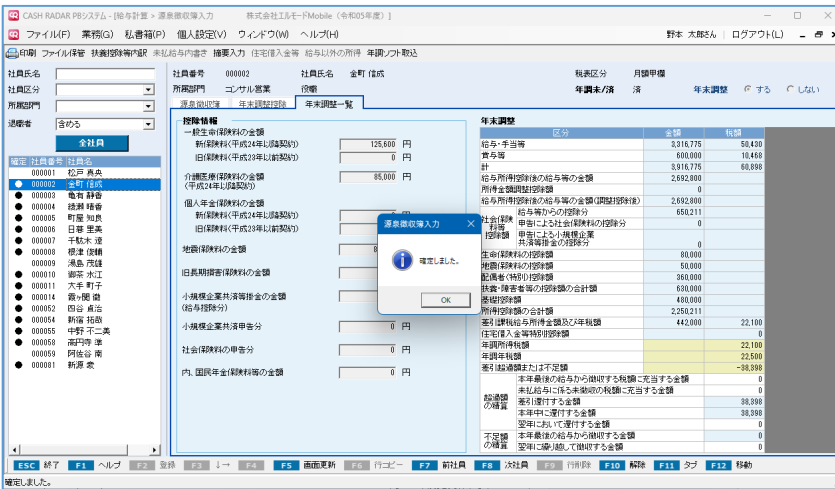 CASH RADAR PBシステム - [給与計算 > 源泉徴収簿入力　　株式会社エルモードMobile (令和05年度) ]
ファイル(F) 業務(G) 私書箱(P) 個人設定(V) ウィンドウ(W) ヘルプ(H) 野本 太郎さん | ログアウト(L)
印刷 ファイル保管 扶養控除等内訳 未払給与内書き 摘要入力 住宅借入金等 給与以外の所得 年調ソフト取込
社員氏名
社員区分
所属部門
退職者 含める
全社員
社員番号 000002 社員氏名 金町 信成 税表区分 月額甲欄
所属部門 コンサル営業 役職 年調未/済 済 年末調整 する しない
源泉徴収簿 年末調整控除 年末調整一覧
確定 社員番号 社員名
000001 松戸 真央
000002 金町 信成
000003 亀有 静香
000004 綾瀬 晴香
000005 町屋 知良
000006 日暮 里美
000007 千駄木 達
000008 根津 俊輔
000009 湯島 茂雄
000010 御茶 水江
000011 大手 町子
000014 霞ヶ関 徹
000052 四谷 直治
000054 新宿 拓哉
000055 中野 不二美
000058 高円寺 準
000059 阿佐谷 南
000081 新源 衆
控除情報
一般生命保険料の金額
新保険料(平成24年以降契約) 125,600 円
旧保険料(平成23年以前契約) 0 円
介護医療保険料の金額 85,000 円
(平成24年以降契約)
個人年金保険料の金額
新保険料(平成24年以降契約)
旧保険料(平成23年以前契約)
地震保険料の金額
旧長期損害保険料の金額
小規模企業共済等掛金の金額
(給与控除分)
小規模企業共済申告分 0 円
社会保険料の申告分 0 円
内、国民年金保険料等の金額 0 円
源泉徴収簿入力
確定しました。
OK
年末調整
区分 金額 税額
給与・手当等 3,316,775 50,430
賞与等 600,000 10,468
計 3,916,775 60,898
給与所得控除後の給与等の金額 2,692,800
所得金額調整控除額 0
給与所得控除後の給与等の金額(調整控除後) 2,692,800
社会保険料等控除額
給与等からの控除分 650,211
申告による社会保険料の控除分 0
申告による小規模企業共済等掛金の控除分 0
生命保険料の控除額 80,000
地震保険料の控除額 50,000
配偶者(特別)控除額 360,000
扶養・障害者等の控除額の合計額 630,000
基礎控除額 480,000
所得控除額の合計額 2,250,211
差引課税給与所得金額及び年税額 442,000 22,100
住宅借入金等特別控除額 0
年調所得税額 22,100
年調年税額 22,500
差引超過額または不足額 -38,398
超過額の精算
本年最後の給与から徴収する税額に充当する金額 0
未払給与に係る未徴収の税額に充当する金額 0
差引還付する金額 38,398
本年中に還付する金額 38,398
翌年において還付する金額 0
不足額の精算
本年最後の給与から徴収する金額 0
翌年に繰り越して徴収する金額 0
ESC 終了 F1 ヘルプ F2 登録 F3 ↓→ F4 F5 画面更新 F6 行コピー F7 前社員 F8 次社員 F9 行削除 F10 解除 F11 タブ F12 移動
確定しました。